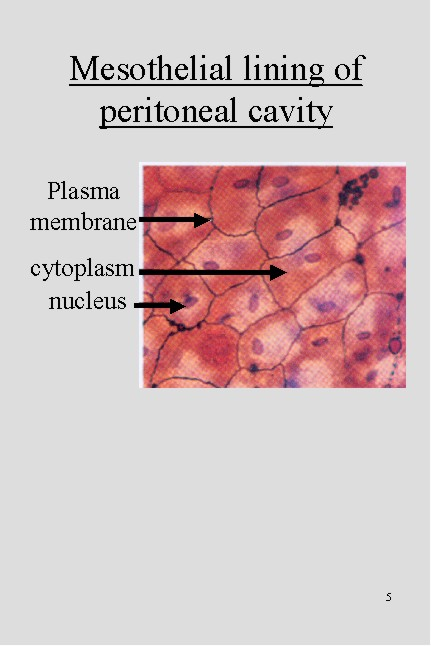 Mesothelial lining of
peritoneal cavity
Plasma
membrane
cytoplasm
nucleus
5